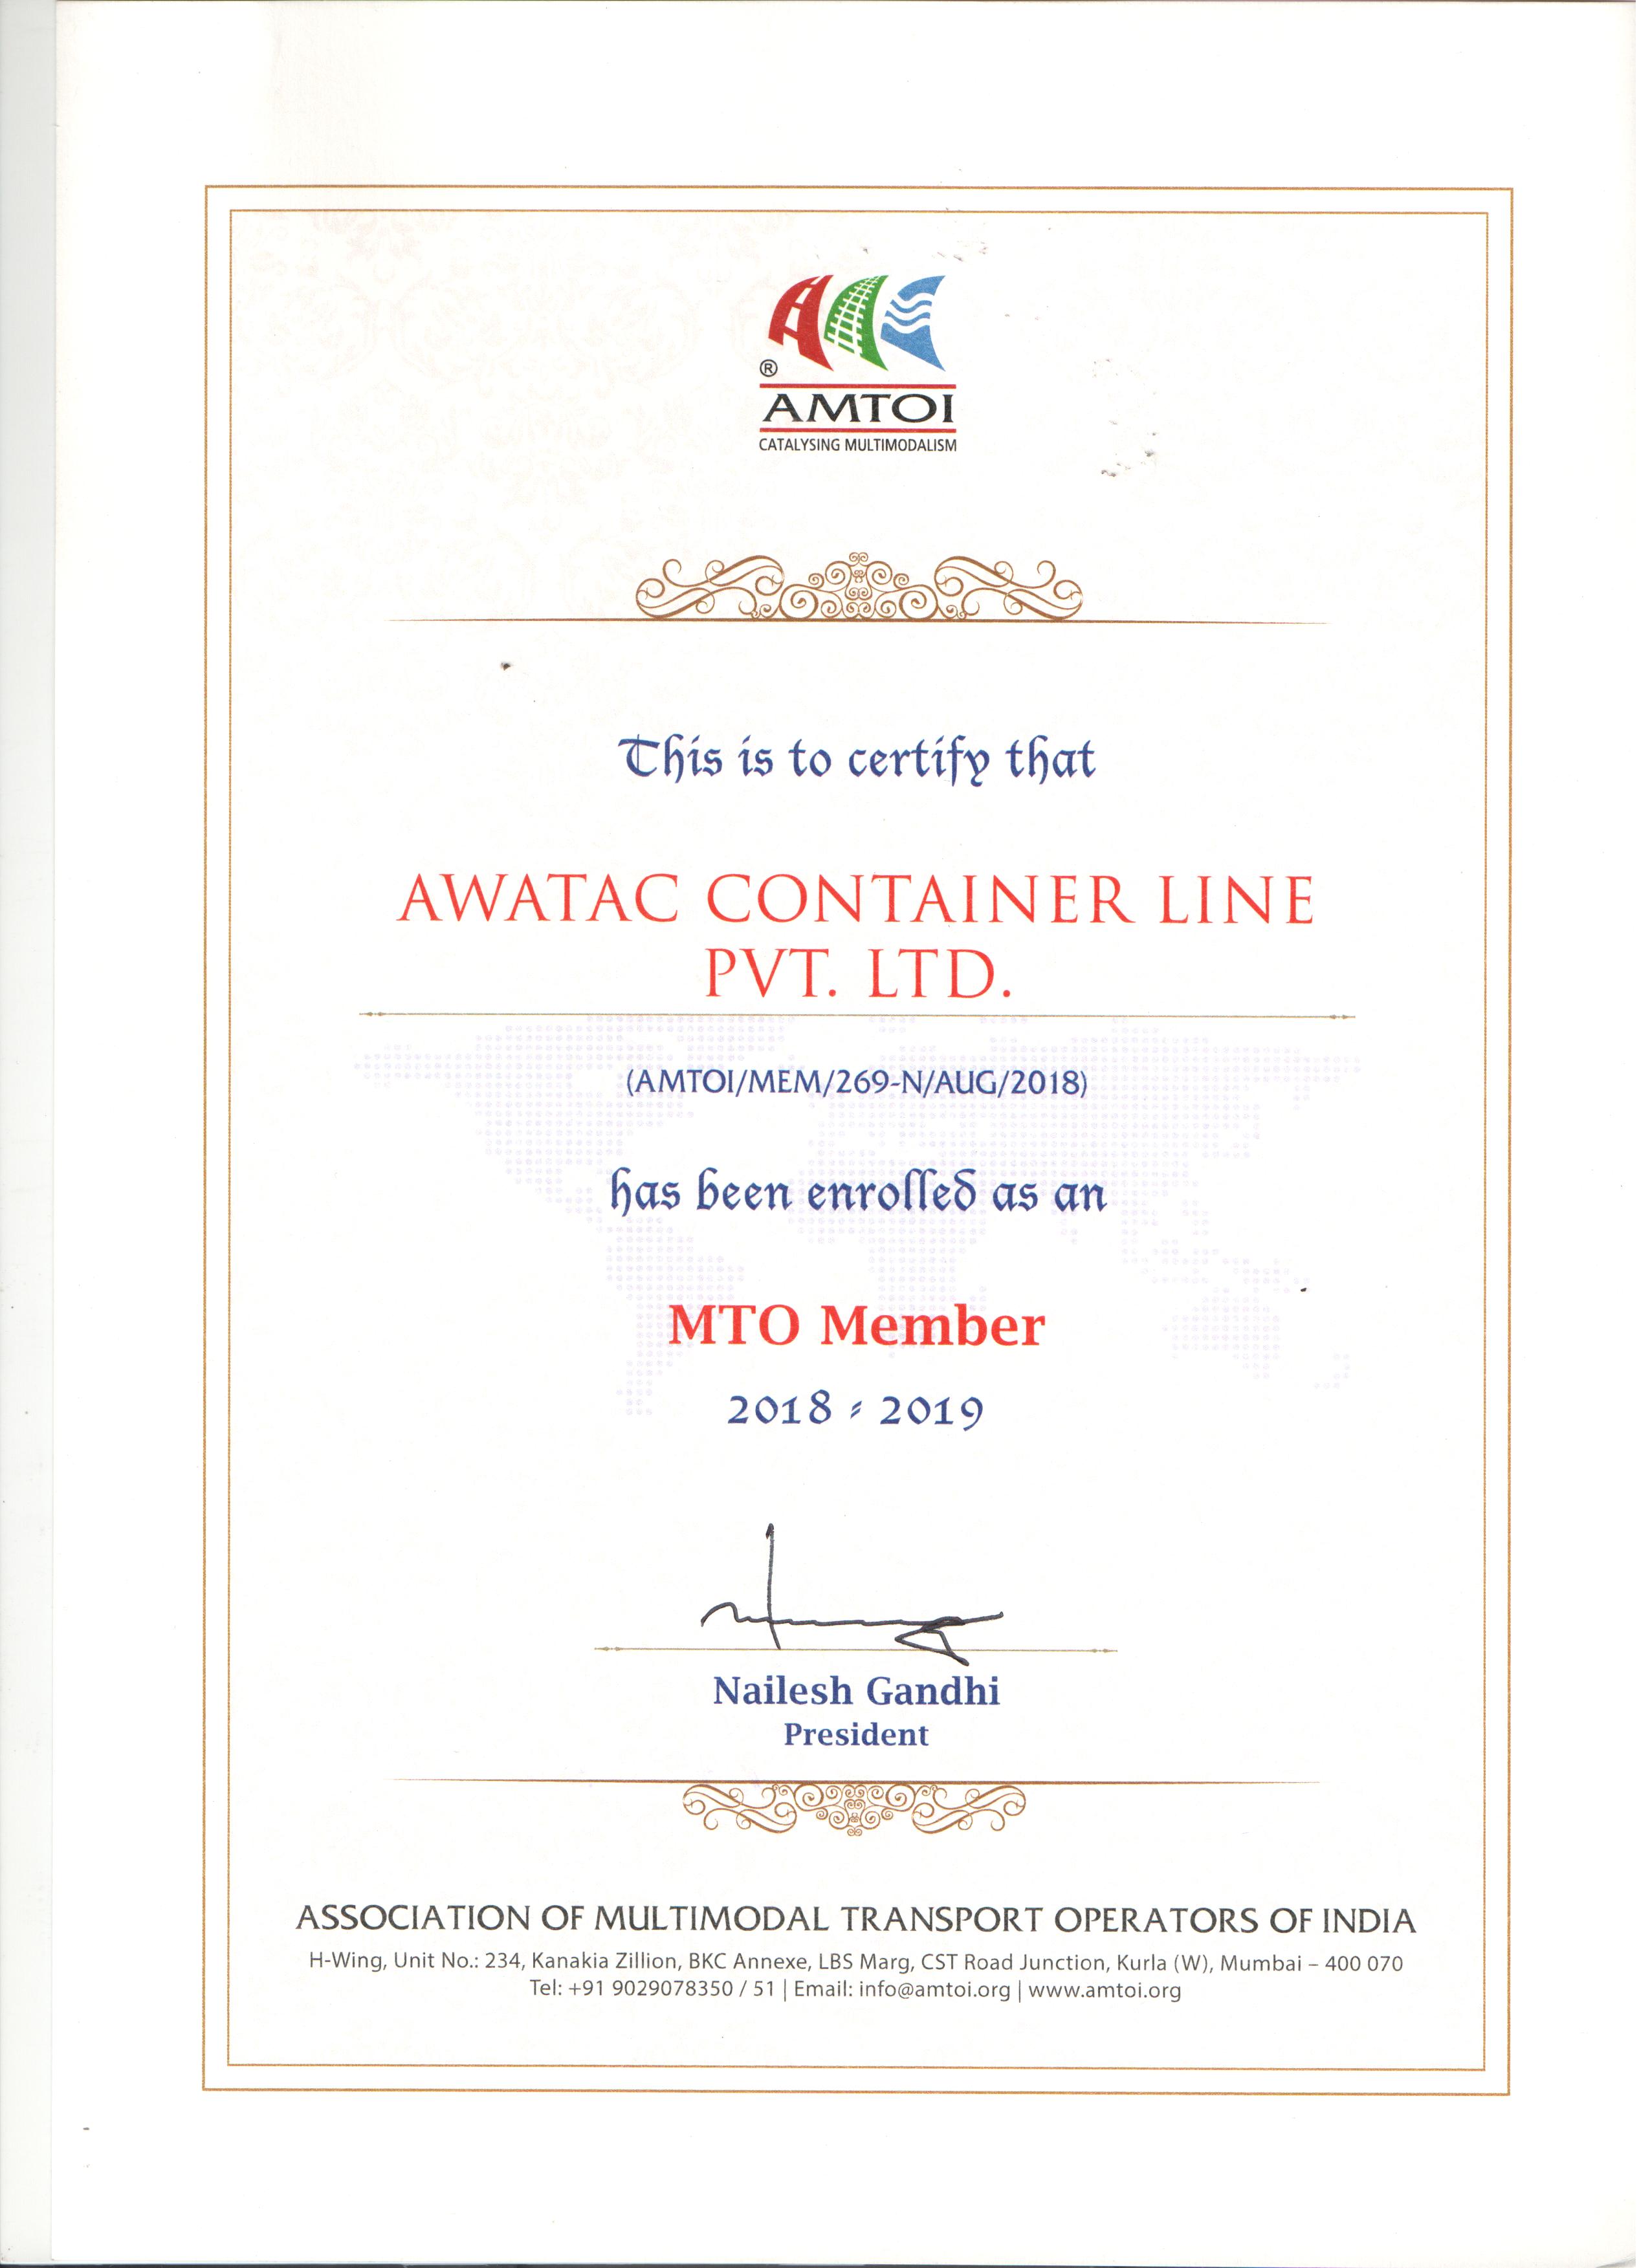 ®
AMTOI
CATALYSING MULTIMODALISM
This is to certify that
AWATAC CONTAINER LINE
PVT. LTD.
(AMTOI/MEM/269-N/AUG/2018)
has been enrolled as an
MTO Member
2018 - 2019
Nailesh Gandhi
President
ASSOCIATION OF MULTIMODAL TRANSPORT OPERATORS OF INDIA
H-Wing, Unit No.: 234, Kanakia Zillion, BKC Annexe, LBS Marg, CST Road Junction, Kurla (W), Mumbai – 400 070
Tel: +91 9029078350 / 51 | Email: info@amtoi.org | www.amtoi.org